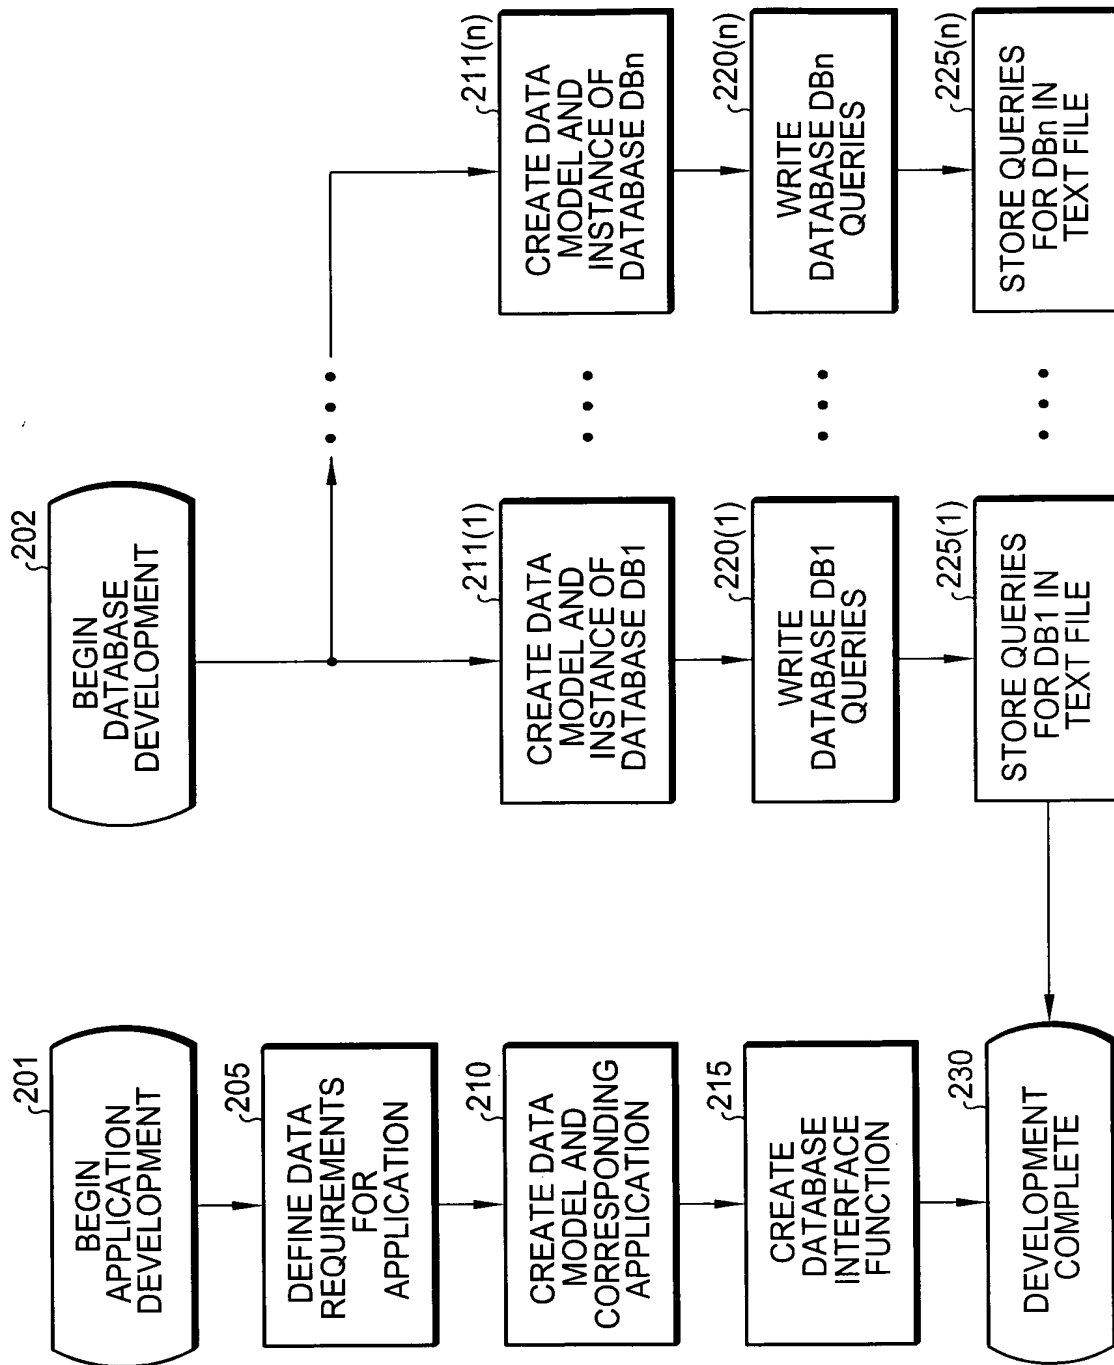 201
BEGIN
APPLICATION
DEVELOPMENT
205
DEFINE DATA
REQUIREMENTS
FOR
APPLICATION
210
CREATE DATA
MODEL AND
CORRESPONDING
APPLICATION
215
CREATE
DATABASE
INTERFACE
FUNCTION
230
DEVELOPMENT
COMPLETE
202
BEGIN
DATABASE
DEVELOPMENT
211(1)
CREATE DATA
MODEL AND
INSTANCE OF
DATABASE DB1
220(1)
WRITE
DATABASE DB1
QUERIES
225(1)
STORE QUERIES
FOR DB1 IN
TEXT FILE
211(n)
CREATE DATA
MODEL AND
INSTANCE OF
DATABASE DBn
220(n)
WRITE
DATABASE DBn
QUERIES
225(n)
STORE QUERIES
FOR DBn IN
TEXT FILE